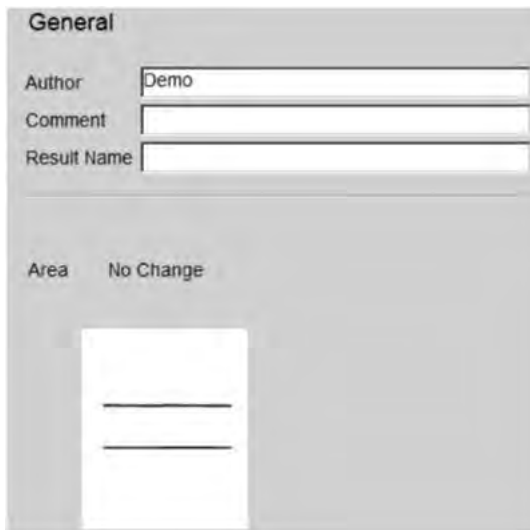 General
Author Demo
Comment
Result Name
Area No Change